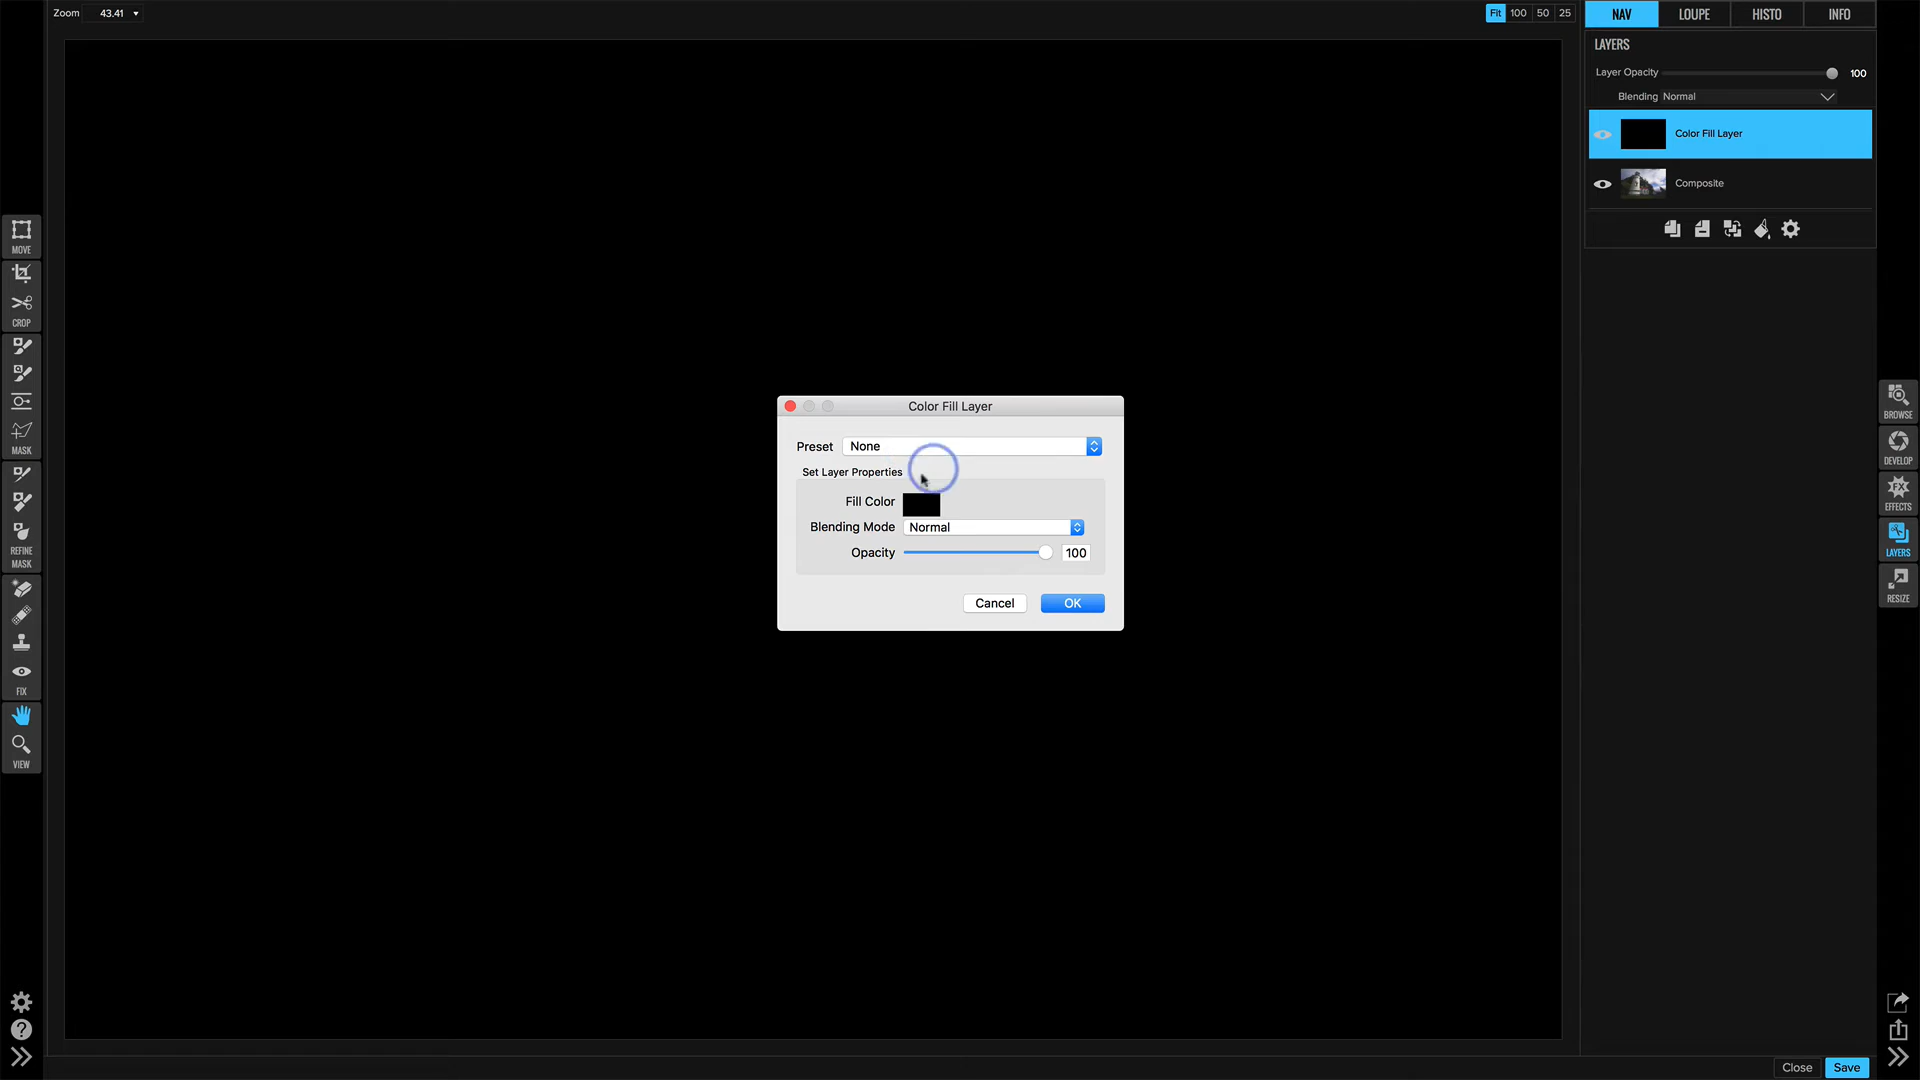 Zoom 43.41
Fit 100 50 25
NAV LOUPE HISTO INFO
LAYERS
Layer Opacity 100
Blending Normal
Color Fill Layer
Composite
MOVE
CROP
MASK
REFINE
MASK
FIX
VIEW
Color Fill Layer
Preset None
Set Layer Properties
Fill Color
Blending Mode Normal
Opacity 100
Cancel OK
BROWSE
DEVELOP
FX
EFFECTS
LAYERS
RESIZE
Close Save